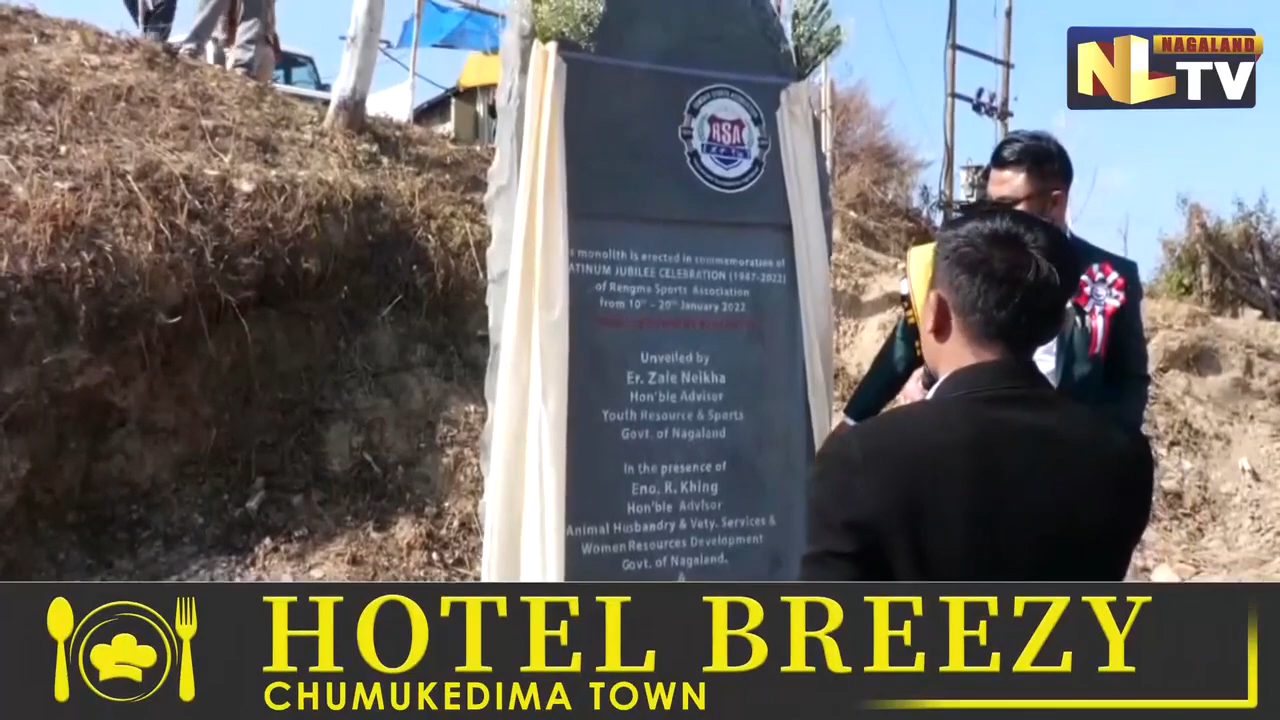 NAGALAND
NL TV
RSA
monolith is erected in commemoration of
ATINUM JUBILEE CELEBRATION (1947-2022)
of Rengma Sports Association
from 10th - 20th January 2022
Unveiled by
Er. Zale Neikha
Hon'ble Advisor
Youth Resource & Sports
Govt. of Nagaland
In the presence of
Eno. R. Khing
Hon'ble Advisor
Animal Husbandry & Vety. Services &
Women Resources Development
Govt. of Nagaland.
&
HOTEL BREEZY
CHUMUKEDIMA TOWN